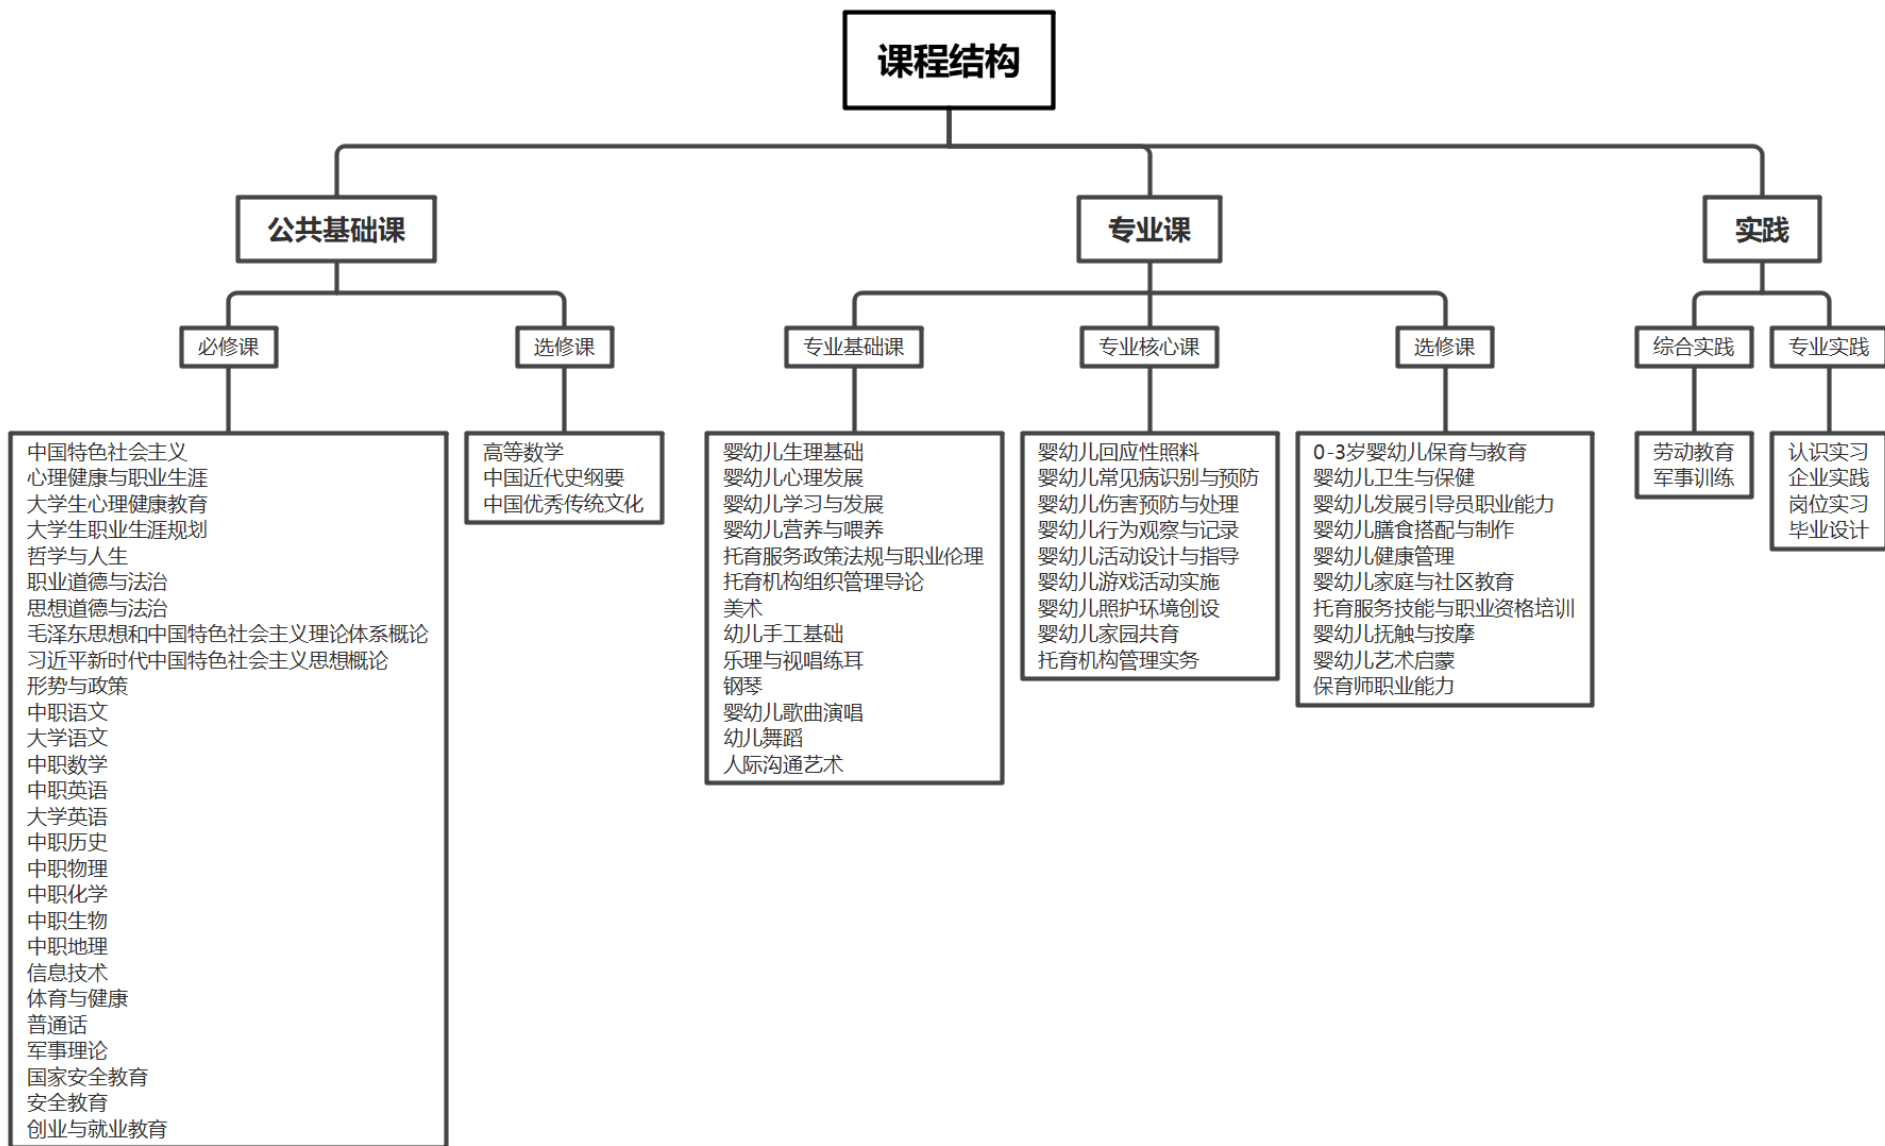 课程结构
公共基础课
专业课
实践
必修课
选修课
专业基础课
专业核心课
选修课
综合实践
专业实践
中国特色社会主义
心理健康与职业生涯
大学生心理健康教育
大学生职业生涯规划
哲学与人生
职业道德与法治
思想道德与法治
毛泽东思想和中国特色社会主义理论体系概论
习近平新时代中国特色社会主义思想概论
形势与政策
中职语文
大学语文
中职数学
中职英语
大学英语
中职历史
中职物理
中职化学
中职生物
中职地理
信息技术
体育与健康
普通话
军事理论
国家安全教育
安全教育
创业与就业教育
高等数学
中国近代史纲要
中国优秀传统文化
婴幼儿生理基础
婴幼儿心理发展
婴幼儿学习与发展
婴幼儿营养与喂养
托育服务政策法规与职业伦理
托育机构组织管理导论
美术
幼儿手工基础
乐理与视唱练耳
钢琴
婴幼儿歌曲演唱
幼儿舞蹈
人际沟通艺术
婴幼儿回应性照料
婴幼儿常见病识别与预防
婴幼儿伤害预防与处理
婴幼儿行为观察与记录
婴幼儿活动设计与指导
婴幼儿游戏活动实施
婴幼儿照护环境创设
婴幼儿家园共育
托育机构管理实务
0-3岁婴幼儿保育与教育
婴幼儿卫生与保健
婴幼儿发展引导员职业能力
婴幼儿膳食搭配与制作
婴幼儿健康管理
婴幼儿家庭与社区教育
托育服务技能与职业资格培训
婴幼儿抚触与按摩
婴幼儿艺术启蒙
保育师职业能力
劳动教育
军事训练
认识实习
企业实践
岗位实习
毕业设计